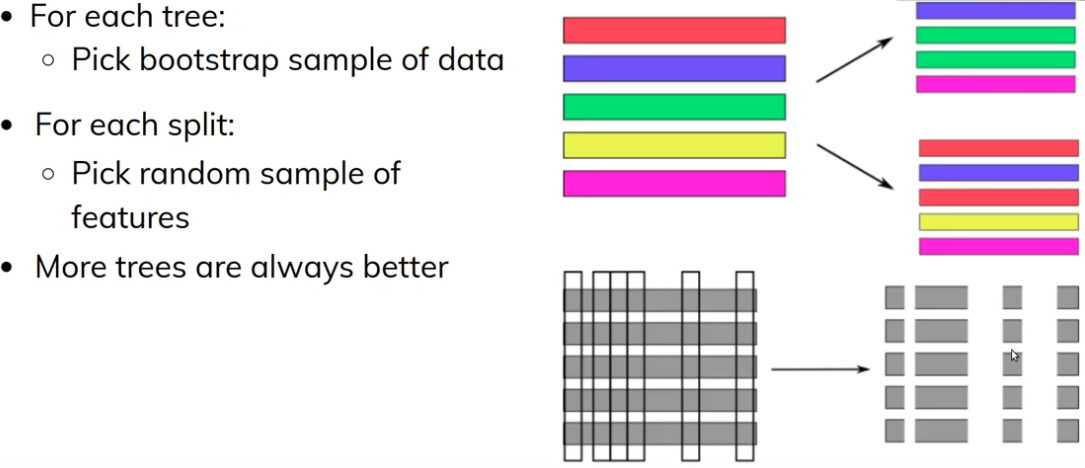 • For each tree:
○ Pick bootstrap sample of data
• For each split:
○ Pick random sample of
features
• More trees are always better